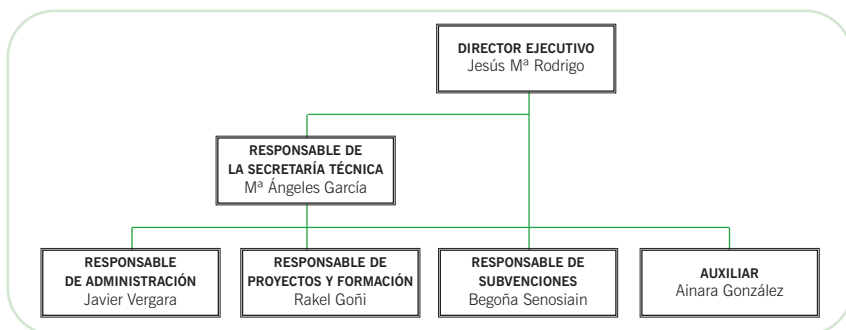 DIRECTOR EJECUTIVO
Jesús Mª Rodrigo
RESPONSABLE DE
LA SECRETARÍA TÉCNICA
Mª Ángeles García
RESPONSABLE
DE ADMINISTRACIÓN
Javier Vergara
RESPONSABLE DE
PROYECTOS Y FORMACIÓN
Rakel Goñi
RESPONSABLE DE
SUBVENCIONES
Begoña Senosiain
AUXILIAR
Ainara González